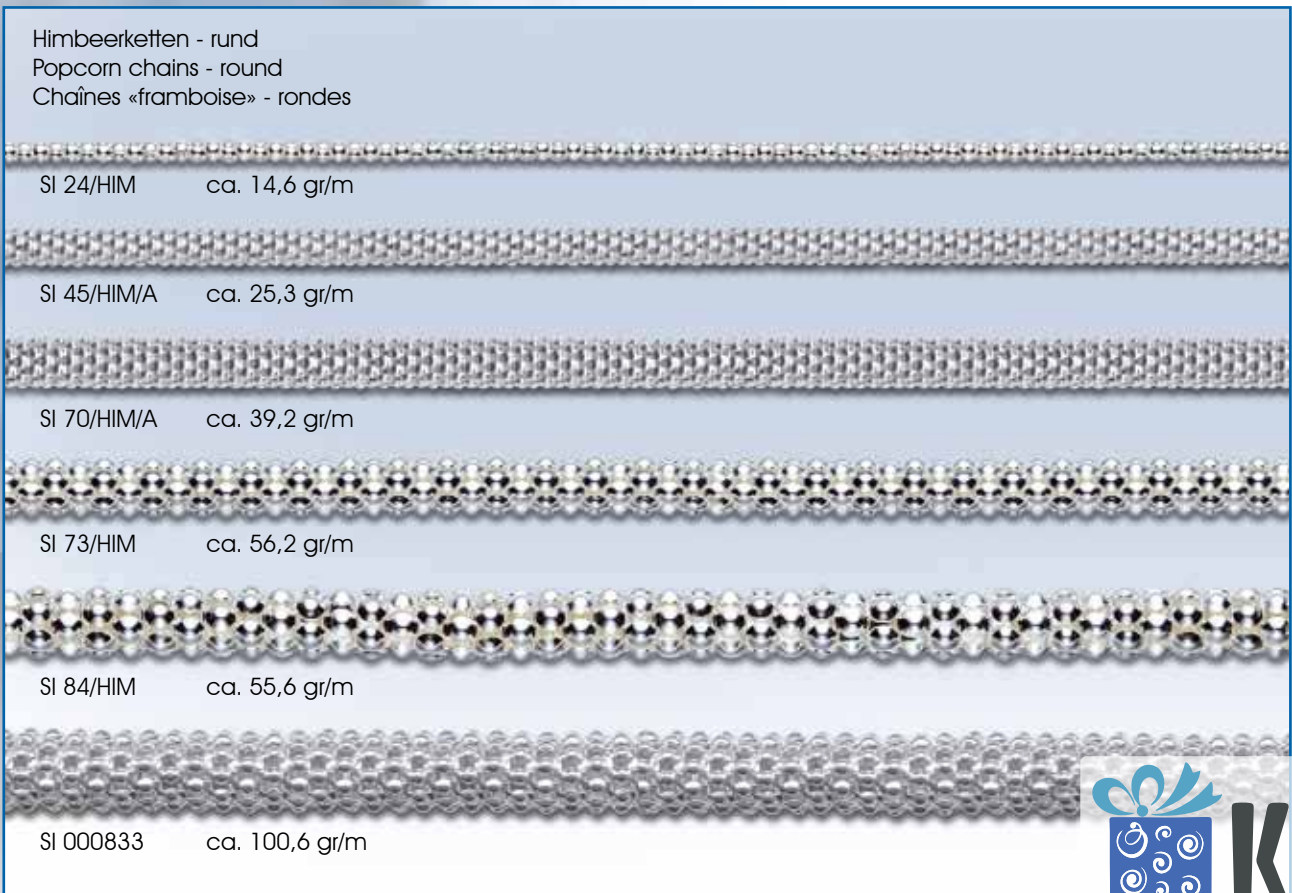 Himbeerketten - rund
Popcorn chains - round
Chaînes «framboise» - rondes
SI 24/HIM ca. 14,6 gr/m
SI 45/HIM/A ca. 25,3 gr/m
SI 70/HIM/A ca. 39,2 gr/m
SI 73/HIM ca. 56,2 gr/m
SI 84/HIM ca. 55,6 gr/m
SI 000833 ca. 100,6 gr/m
K